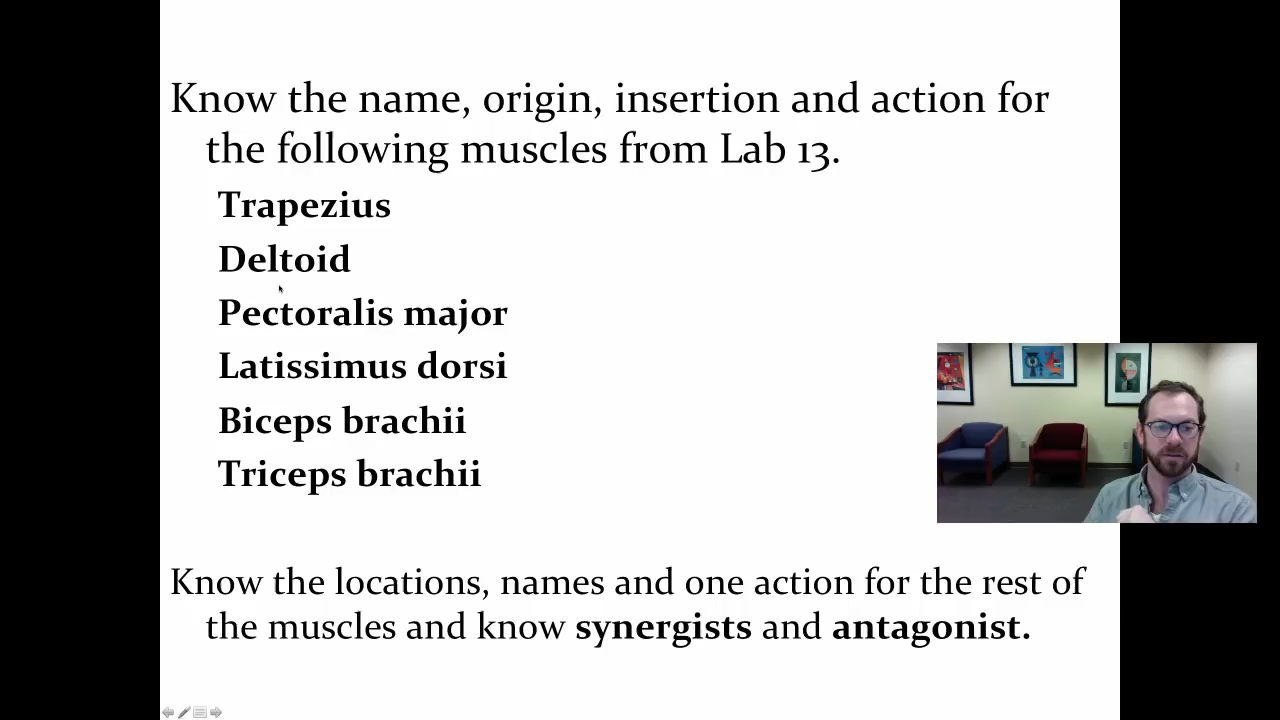 Know the name, origin, insertion and action for
the following muscles from Lab 13.
Trapezius
Deltoid
Pectoralis major
Latissimus dorsi
Biceps brachii
Triceps brachii
Know the locations, names and one action for the rest of
the muscles and know synergists and antagonist.